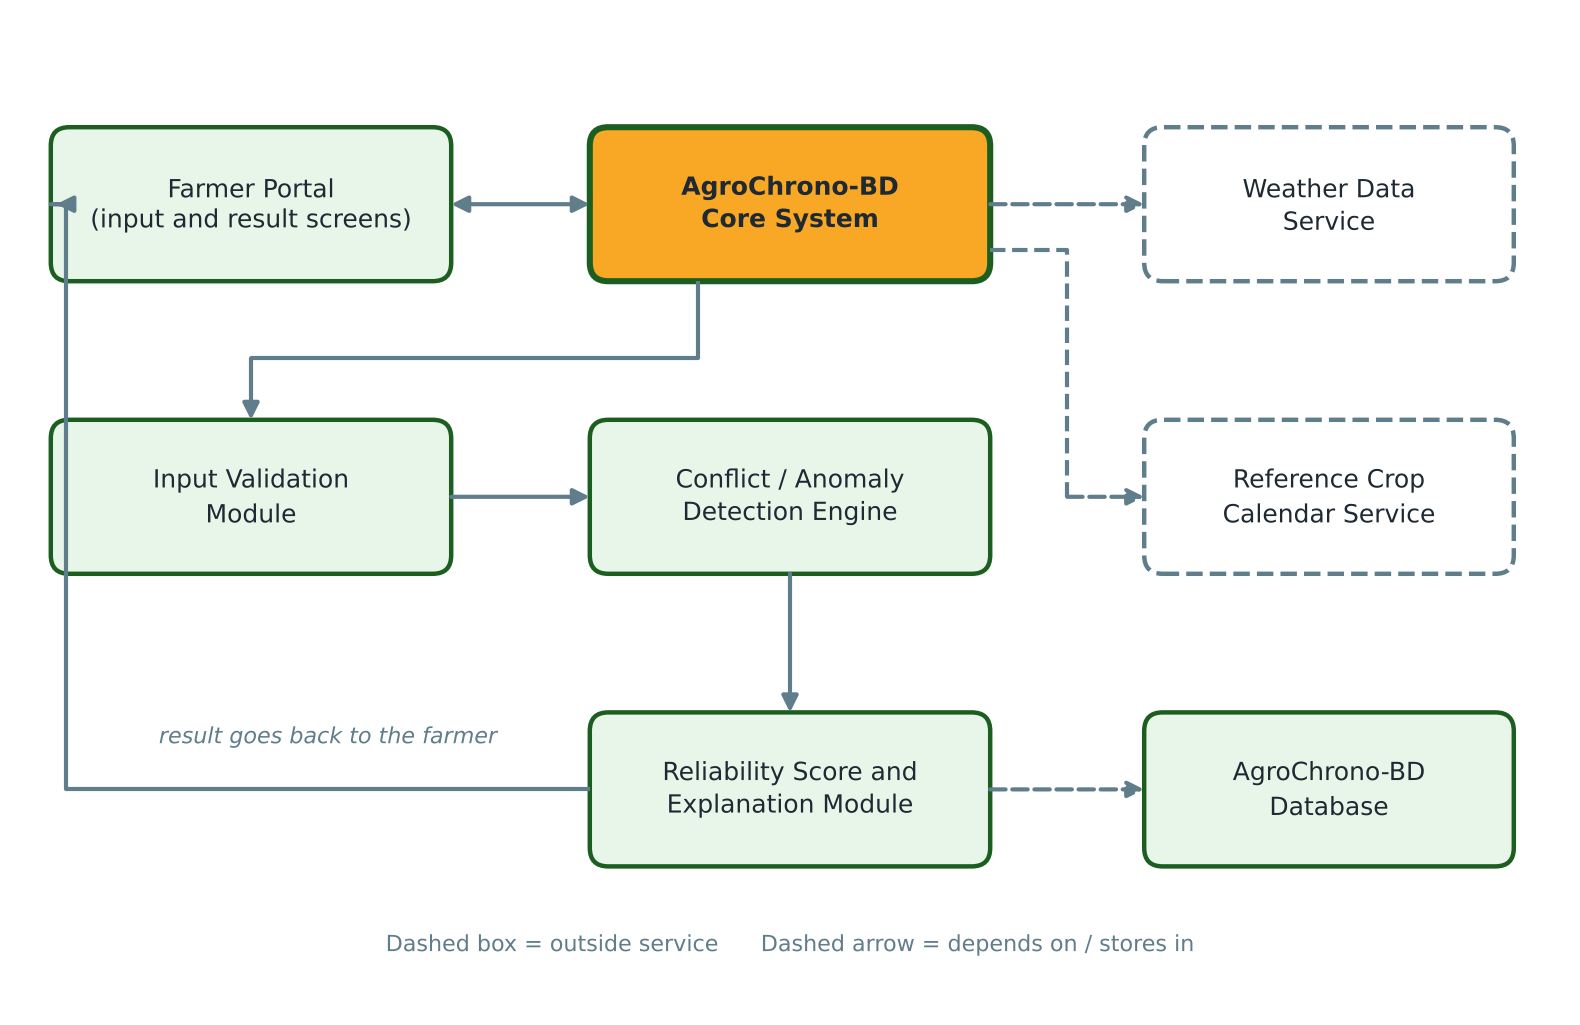 Farmer Portal
(input and result screens)
AgroChrono-BD
Core System
Weather Data
Service
Input Validation
Module
Conflict / Anomaly
Detection Engine
Reference Crop
Calendar Service
result goes back to the farmer
Reliability Score and
Explanation Module
AgroChrono-BD
Database
Dashed box = outside service
Dashed arrow = depends on / stores in